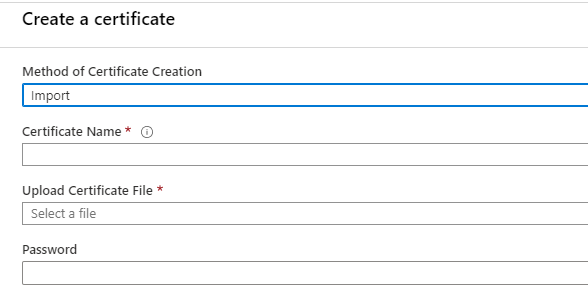 Create a certificate
Method of Certificate Creation
Import
Certificate Name *
Upload Certificate File *
Select a file
Password